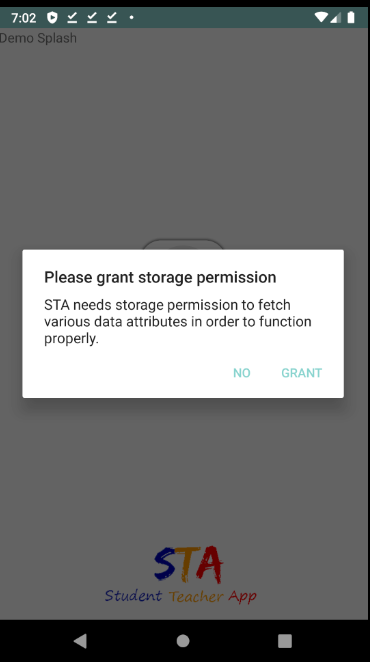 7:02
Demo Splash
Please grant storage permission
STA needs storage permission to fetch
various data attributes in order to function
properly.
NO GRANT
STA
Student Teacher App